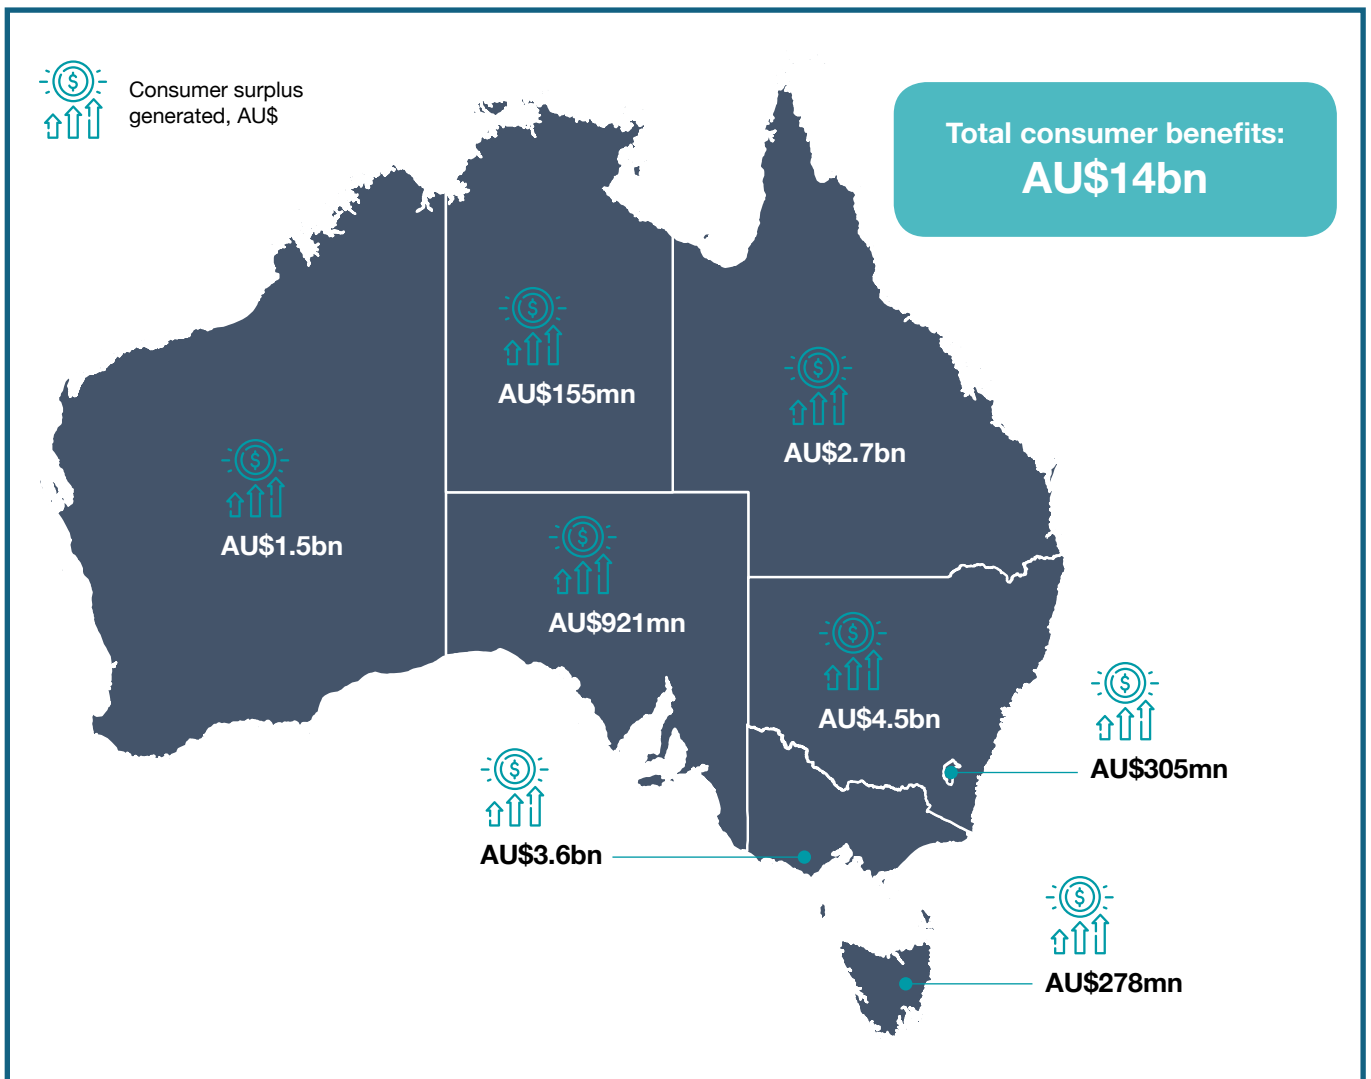 Consumer surplus
generated, AU$
Total consumer benefits:
AU$14bn
AU$155mn
AU$2.7bn
AU$1.5bn
AU$921mn
AU$4.5bn
AU$305mn
AU$3.6bn
AU$278mn